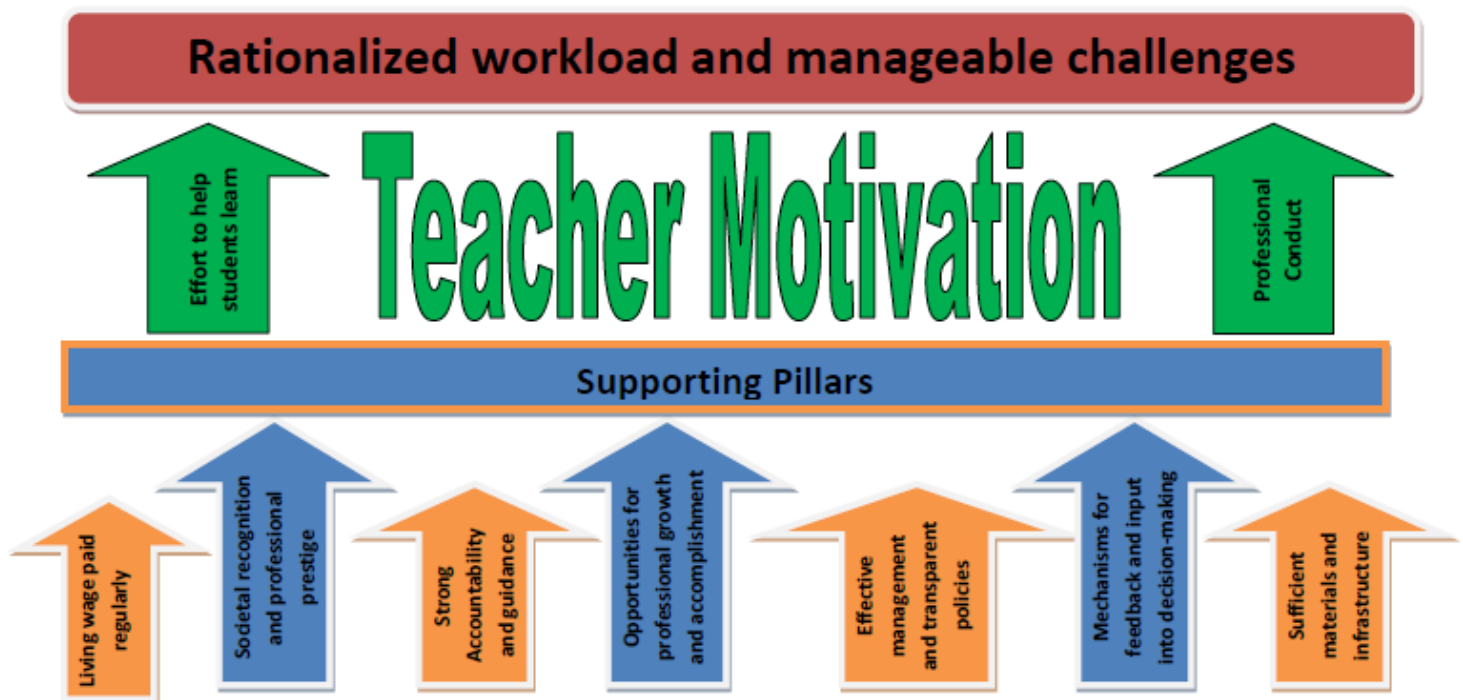 Rationalized workload and manageable challenges
Effort to help
students learn
Teacher Motivation
Professional
Conduct
Supporting Pillars
Living wage paid
regularly
Sodetal recognition
and professional
prestige
Strong
Accountability
and guidance
Opportunities for
professional growth
and accomplishment
Effective
management
and transparent
policies
Mechanisms for
feedback and input
into decision-making
Sufficient
materials and
infrastructure